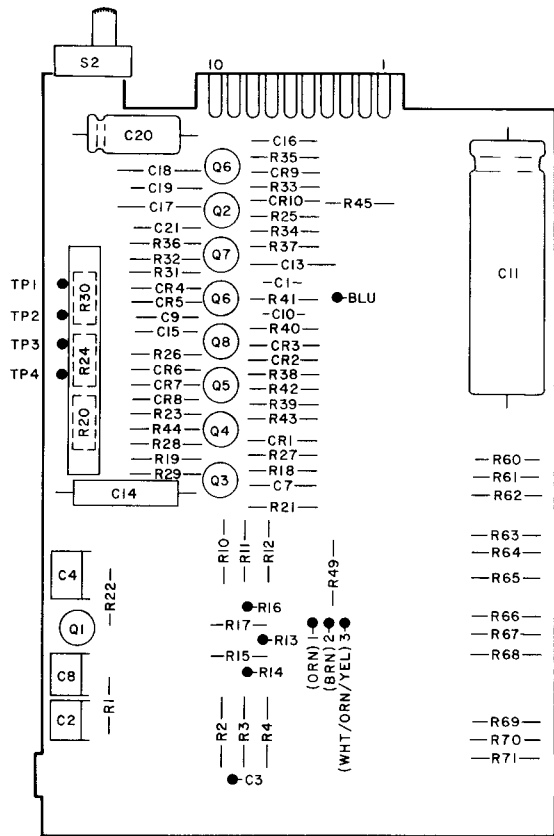 S2
10
1
C20
C16
R35
C18
Q6
CR9
C19
R33
C17
Q2
CR10
R45
R25
C21
R34
R36
Q7
R37
R32
C13
R31
C11
TP1
R30
CR4
C1
CR5
Q6
R41
BLU
TP2
C9
C10
C15
R40
TP3
R24
Q8
CR3
R26
CR2
TP4
CR6
R38
CR7
Q5
R42
CR8
R39
R20
R23
R43
R44
Q4
R28
CR1
R19
R27
R60
R29
Q3
R18
R61
C14
C7
R62
R21
R10
R11
R12
R63
R64
C4
R22
R49
R65
R16
R66
Q1
R17
R13
R67
R15
R68
C8
R14
(ORN) 1
(BRN) 2
(WHT/ORN/YEL) 3
C2
R1
R2
R3
R4
R69
R70
R71
C3